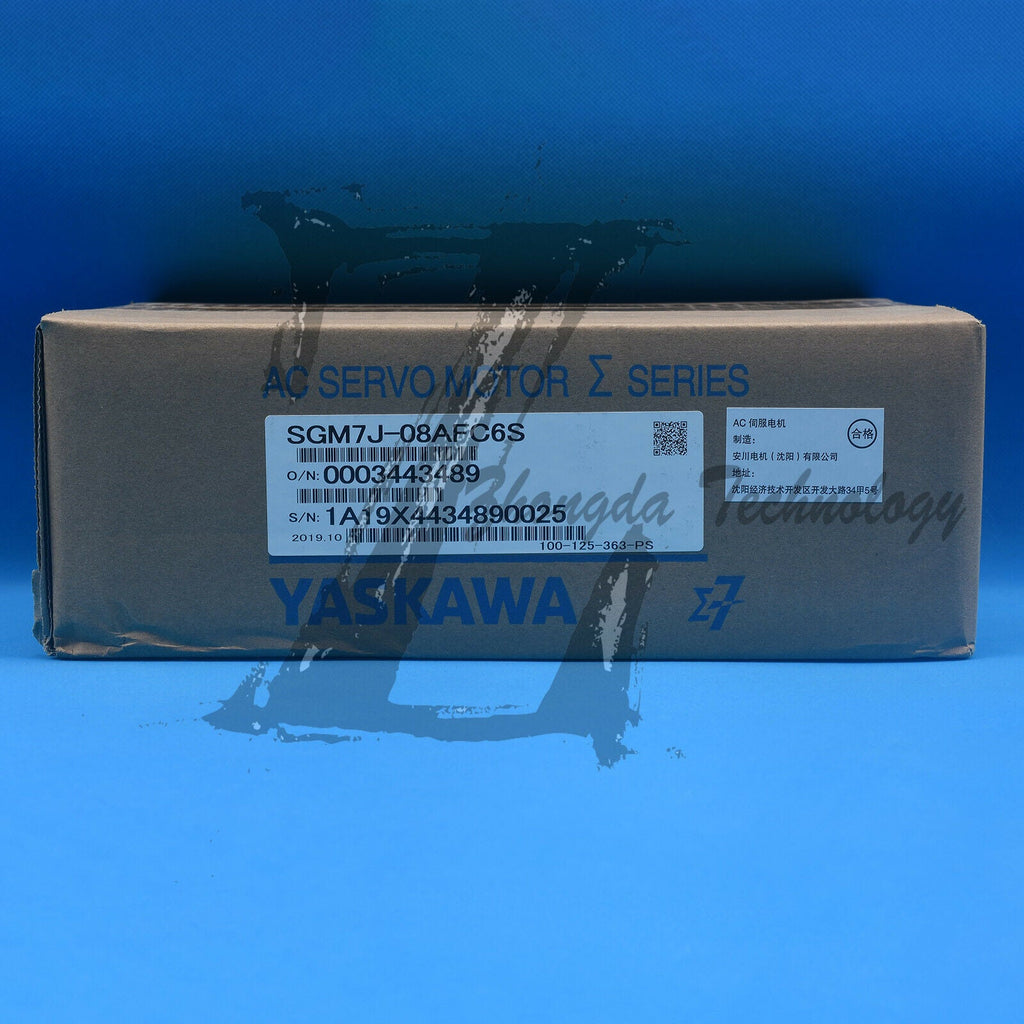 AC SERVO MOTOR Σ SERIES
SGM7J-08AFC6S
O/N: 0003443489
S/N: 1A19X4434890025
2019.10
100-125-363-PS
AC 伺服电机
合格
制造:
安川电机(沈阳)有限公司
地址:
沈阳经济技术开发区开发大路34甲5号
Zhongda Technology
YASKAWA
Σ-7